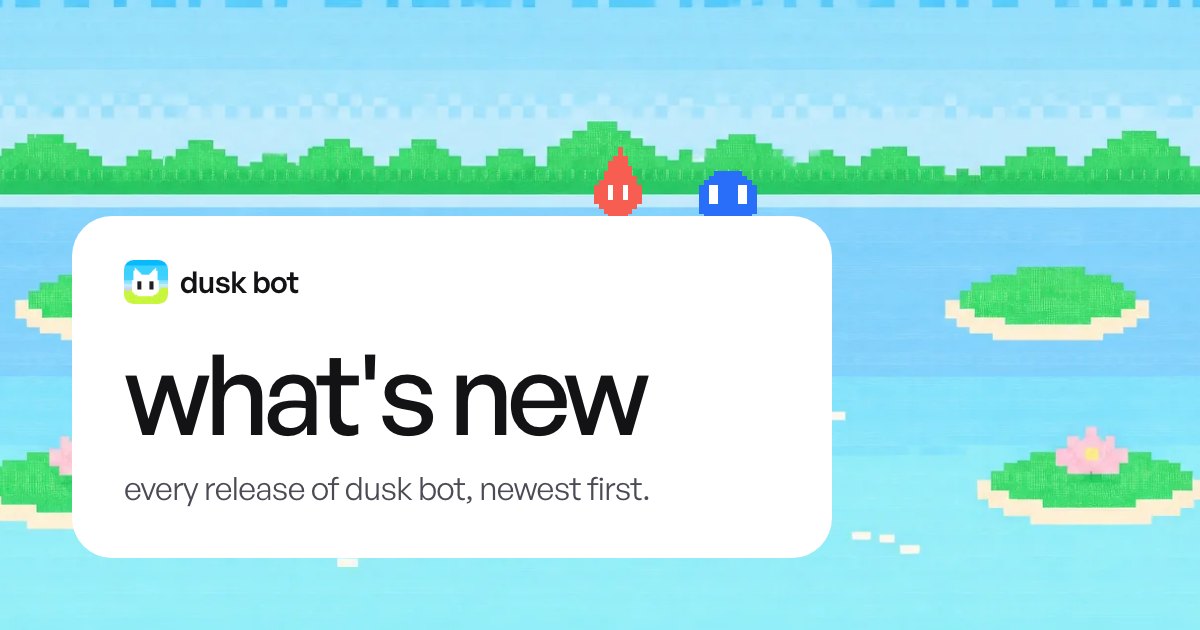 dusk bot
what's new
every release of dusk bot, newest first.